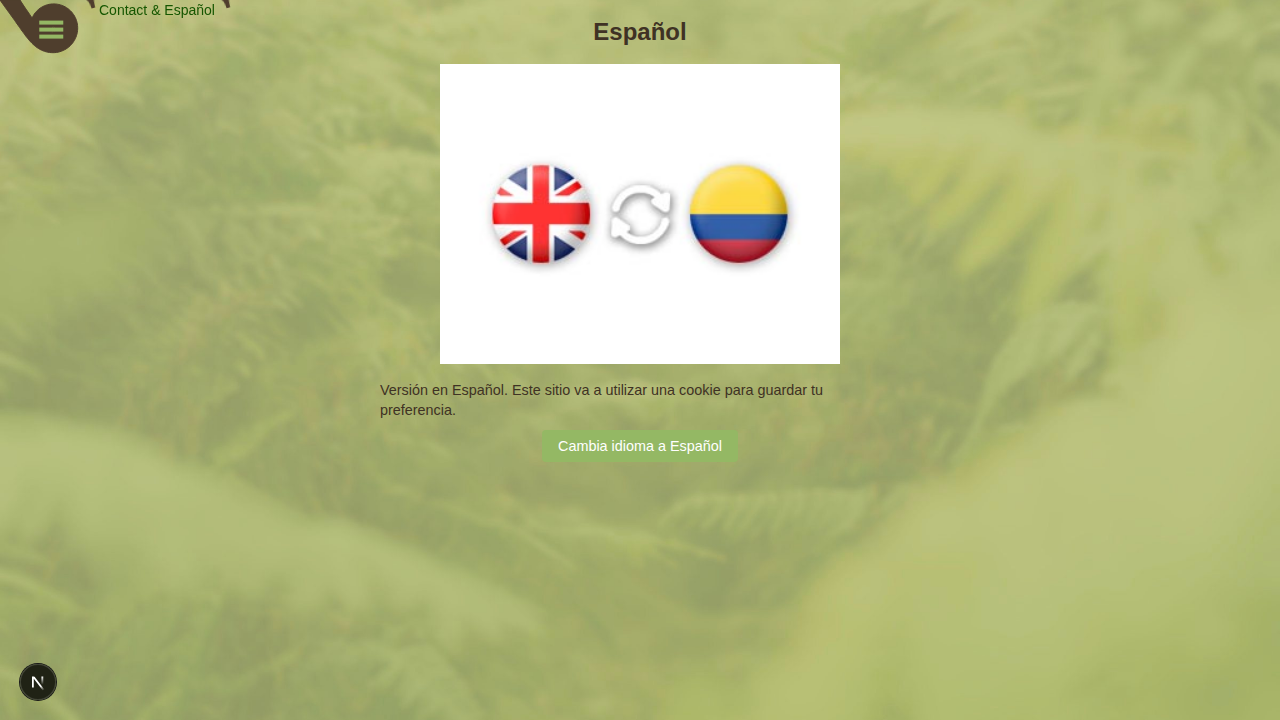 Contact & Español
Español
Versión en Español. Este sitio va a utilizar una cookie para guardar tu
preferencia.
Cambia idioma a Español
N